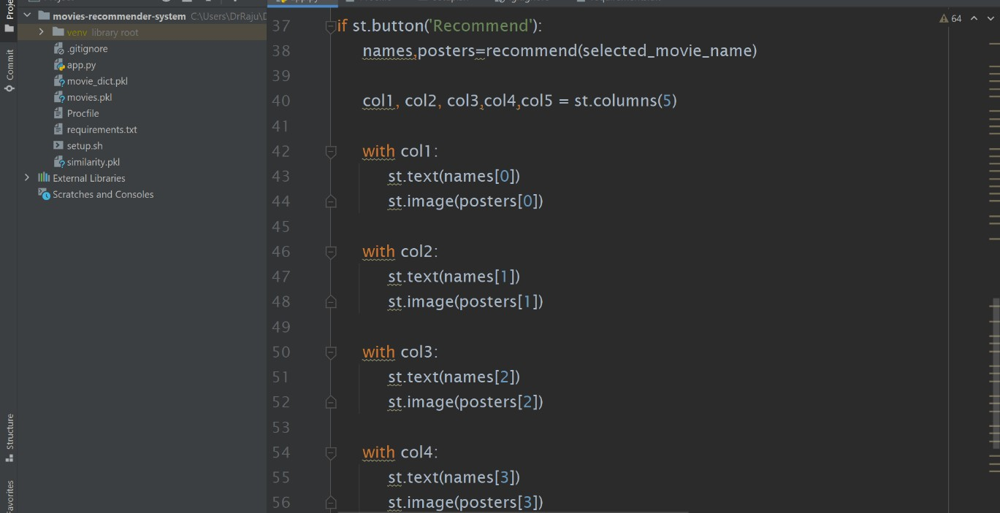 Project
movies-recommender-system C:\Users\DrRaju\D
venv library root
.gitignore
app.py
movie_dict.pkl
movies.pkl
Procfile
requirements.txt
setup.sh
similarity.pkl
External Libraries
Scratches and Consoles
Commit
Structure
Favorites
64
37 if st.button('Recommend'):
38 names,posters=recommend(selected_movie_name)
39
40 col1, col2, col3,col4,col5 = st.columns(5)
41
42 with col1:
43 st.text(names[0])
44 st.image(posters[0])
45
46 with col2:
47 st.text(names[1])
48 st.image(posters[1])
49
50 with col3:
51 st.text(names[2])
52 st.image(posters[2])
53
54 with col4:
55 st.text(names[3])
56 st.image(posters[3])